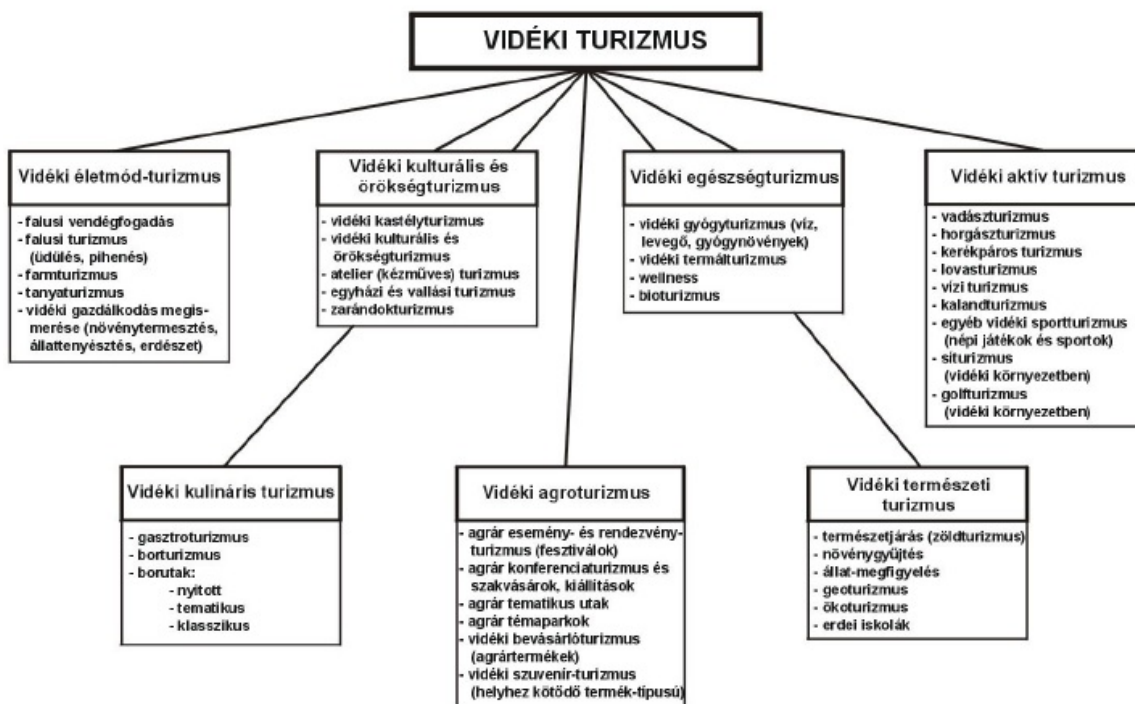 VIDÉKI TURIZMUS
Vidéki életmód-turizmus
- falusi vendégfogadás
- falusi turizmus
(üdülés, pihenés)
- farmturizmus
- tanyaturizmus
- vidéki gazdálkodás megis-
merése (növénytermesztés,
állattenyésztés, erdészet)
Vidéki kulturális és
örökségturizmus
- vidéki kastélyturizmus
- vidéki kulturális és
örökségturizmus
- atelier (kézműves) turizmus
- egyházi és vallási turizmus
- zarándokturizmus
Vidéki egészségturizmus
- vidéki gyógyturizmus (víz,
levegő, gyógynövények)
- vidéki termálturizmus
- wellness
- bioturizmus
Vidéki aktív turizmus
- vadászturizmus
- horgászturizmus
- kerékpáros turizmus
- lovasturizmus
- vízi turizmus
- kalandturizmus
- egyéb vidéki sportturizmus
(népi játékok és sportok)
- síturizmus
(vidéki környezetben)
- golfturizmus
(vidéki környezetben)
Vidéki kulináris turizmus
- gasztroturizmus
- borturizmus
- borutak:
- nyitott
- tematikus
- klasszikus
Vidéki agroturizmus
- agrár esemény- és rendezvény-
turizmus (fesztiválok)
- agrár konferenciaturizmus és
szakvásárok, kiállítások
- agrár tematikus utak
- agrár témaparkok
- vidéki bevásárlóturizmus
(agrártermékek)
- vidéki szuvenír-turizmus
(helyhez kötődő termék-típusú)
Vidéki természeti
turizmus
- természetjárás (zöldturizmus)
- növénygyűjtés
- állat-megfigyelés
- geoturizmus
- ökoturizmus
- erdei iskolák